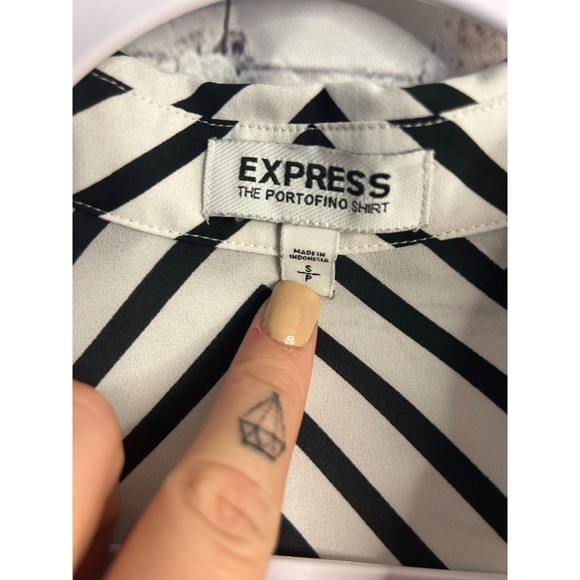 EXPRESS
THE PORTOFINO SHIRT
MADE IN
INDONESIA
S
P